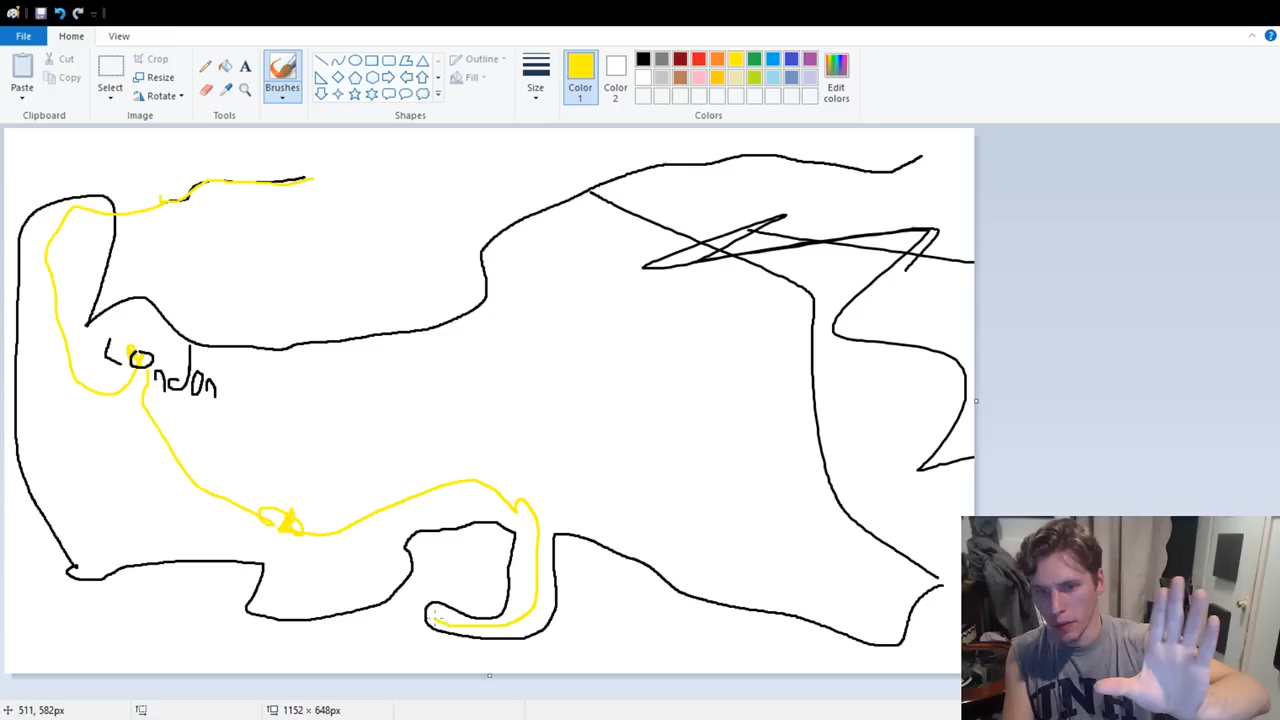 File Home View
Paste Cut Copy
Clipboard
Select Crop Resize Rotate
Image
Tools
Brushes
Outline Fill
Shapes
Size
Color 1 Color 2
Edit colors
Colors
London
511, 582px 1152 × 648px